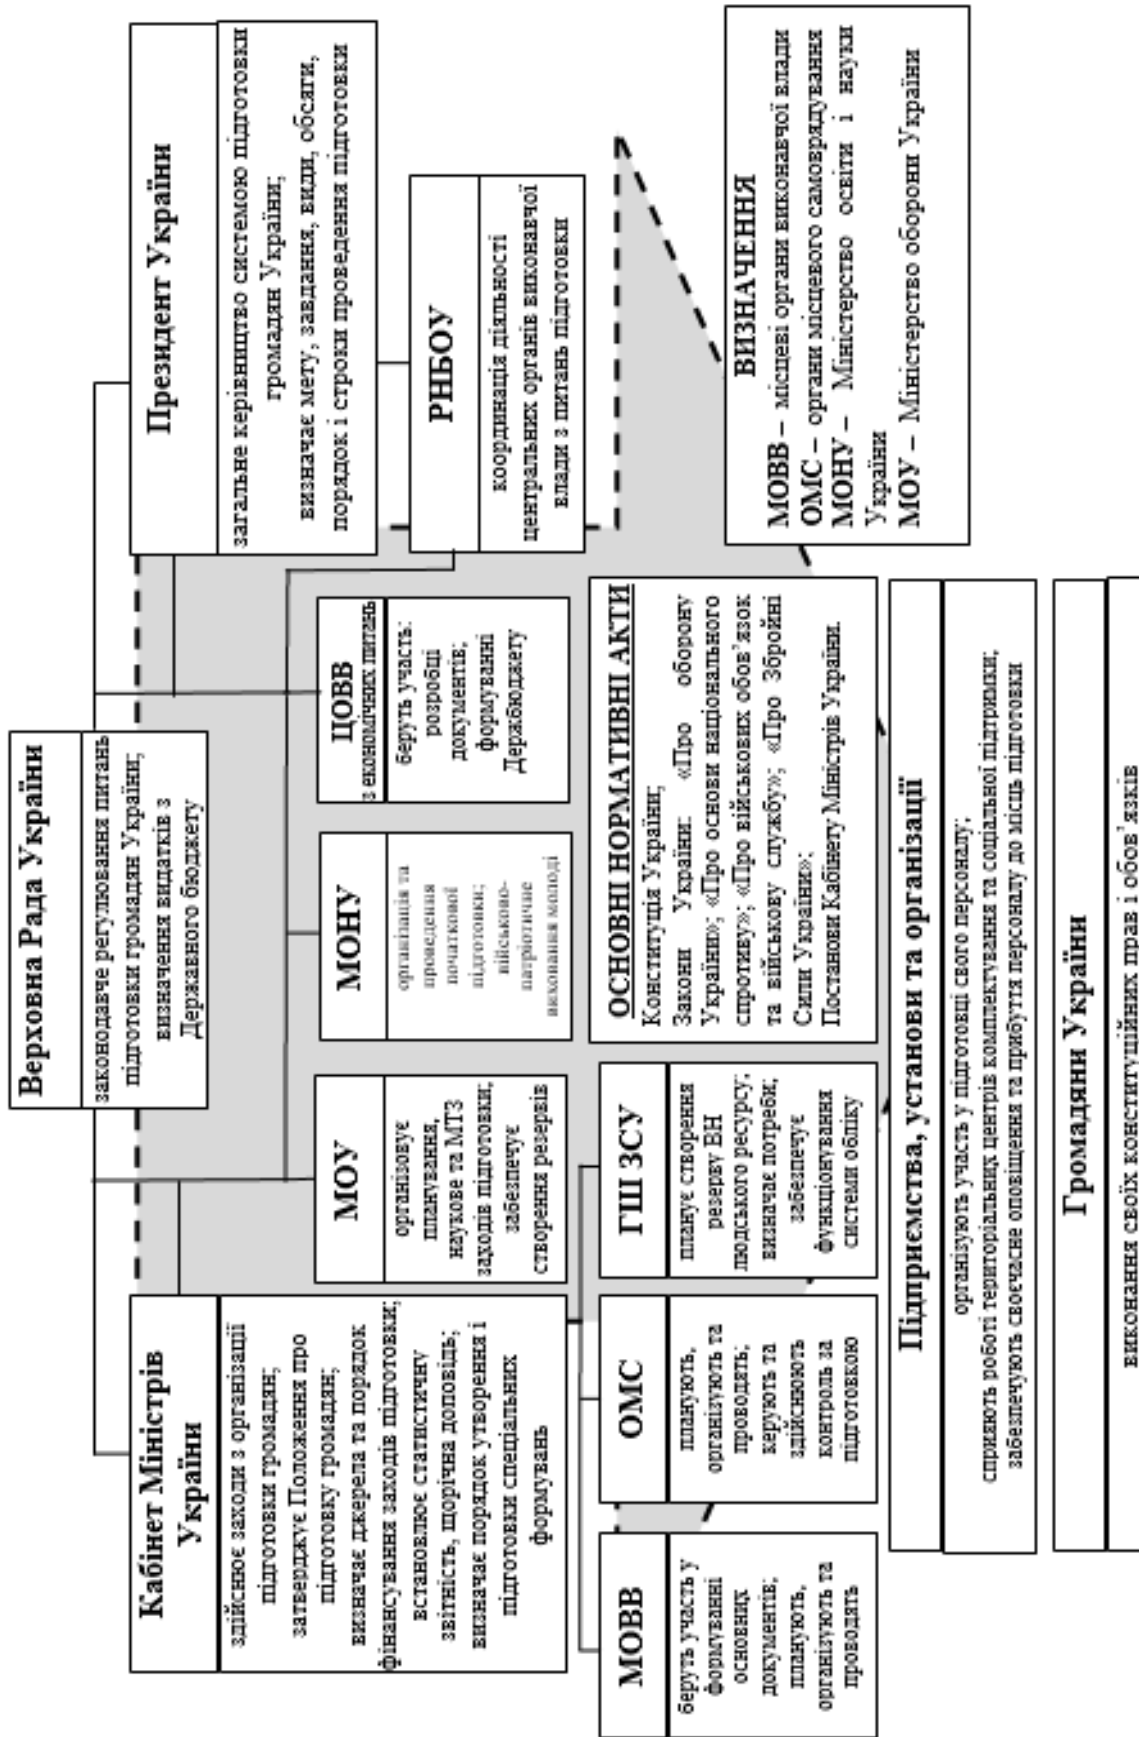 Верховна Рада України
законодавче регулювання питань
підготовки громадян України;
визначення видатків з
Державного бюджету
Кабінет Міністрів
України
здійснює заходи з організації
підготовки громадян;
затверджує Положення про
підготовку громадян;
визначає джерела та порядок
фінансування заходів підготовки;
встановлює статистичну
звітність, щорічна доповідь;
визначає порядок утворення і
підготовки спеціальних
формувань
Президент України
загальне керівництво системою підготовки
громадян України;
визначає мету, завдання, види, обсяги,
порядок і строки проведення підготовки
МОУ
організовує
планування,
наукове та МТЗ
заходів підготовки;
забезпечує
створення резервів
МОНУ
організація та
проведення
початкової
підготовки;
військово-
патріотичне
виховання молоді
ЦОВВ
з економічних питань
беруть участь:
розробці
документів;
формуванні
Держбюджету
РНБОУ
координація діяльності
центральних органів виконавчої
влади з питань підготовки
МОВВ
беруть участь у
формуванні
основних
документів;
планують,
організують та
проводять
ОМС
планують,
організують та
проводять;
керують та
здійснюють
контроль за
підготовкою
ГШ ЗСУ
планує створення
резерву ВН
людського ресурсу;
визначає потреби;
забезпечує
функціонування
системи обліку
ОСНОВНІ НОРМАТИВНІ АКТИ
Конституція України;
Закони України: «Про оборону
України»; «Про основи національного
спротиву»; «Про військових обов’язок
та військову службу»; «Про Збройні
Сили України»;
Постанови Кабінету Міністрів України.
ВИЗНАЧЕННЯ
МОВВ – місцеві органи виконавчої влади
ОМС – органи місцевого самоврядування
МОНУ – Міністерство освіти і науки
України
МОУ – Міністерство оборони України
Підприємства, установи та організації
організують участь у підготовці свого персоналу;
сприяють роботі територіальних центрів комплектування та соціальної підтримки;
забезпечують своєчасне оповіщення та прибуття персоналу до місць підготовки
Громадяни України
виконання своїх конституційних прав і обов’язків